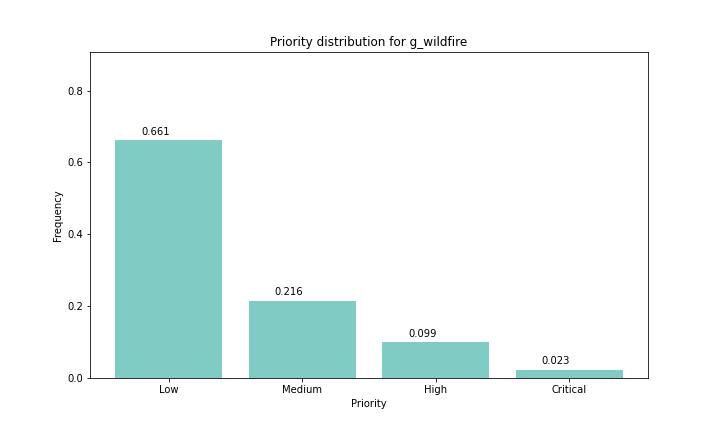 Priority distribution for g_wildfire
0.8
0.6
0.4
0.2
0.0
Frequency
0.661
0.216
0.099
0.023
Low Medium High Critical
Priority